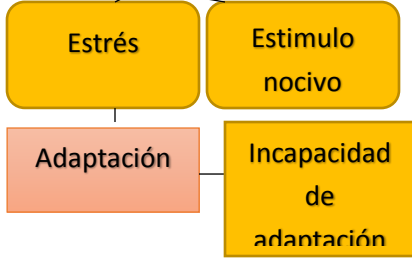 Estrés
Estimulo
nocivo
Adaptación
Incapacidad
de
adaptación